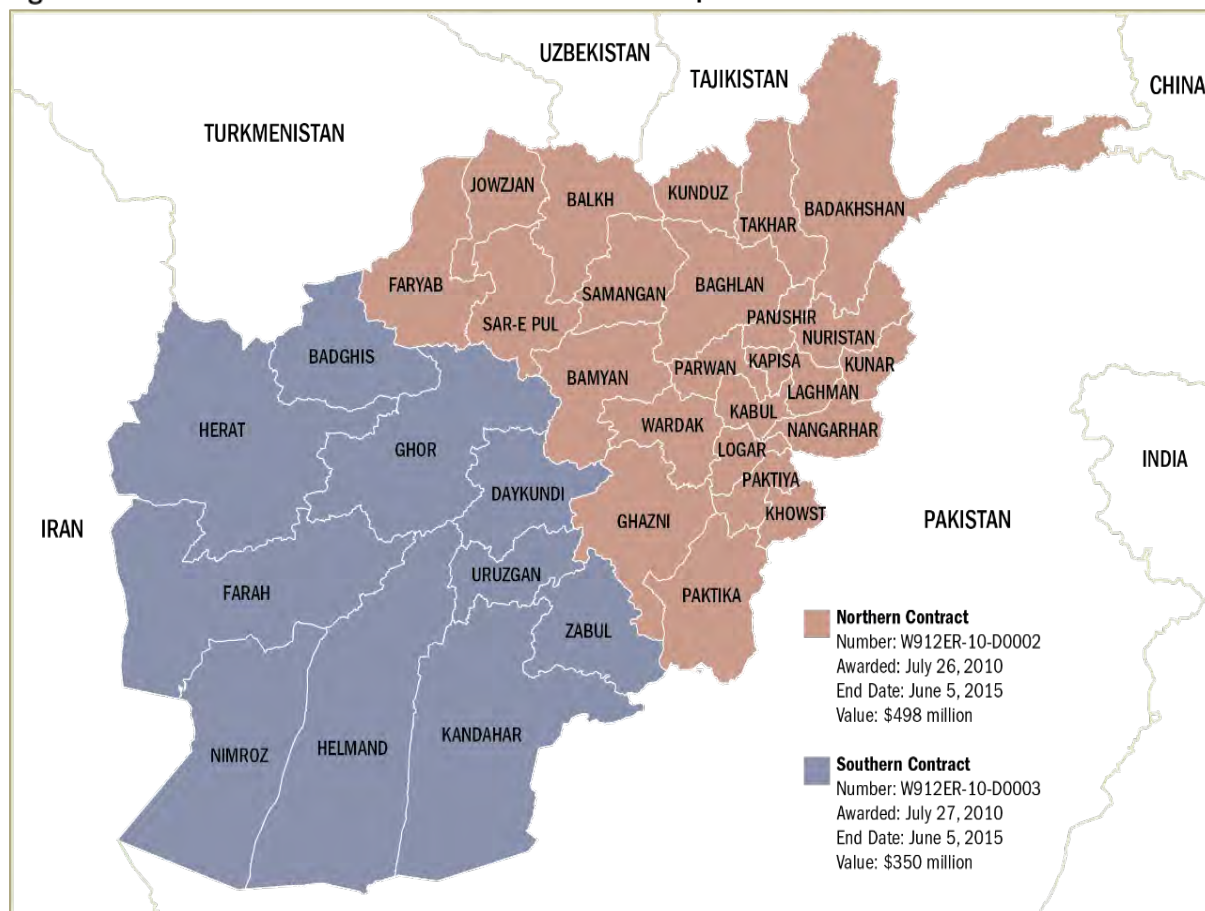 UZBEKISTAN
TAJIKISTAN
CHINA
TURKMENISTAN
JOWZJAN
BALKH
KUNDUZ
TAKHAR
BADAKHSHAN
FARYAB
SAMANGAN
BAGHLAN
SAR-E PUL
PANJSHIR
NURISTAN
BADGHIS
BAMYAN
PARWAN
KAPISA
KUNAR
LAGHMAN
HERAT
GHOR
WARDAK
KABUL
NANGARHAR
LOGAR
INDIA
DAYKUNDI
PAKTIYA
IRAN
GHAZNI
KHOWST
PAKISTAN
FARAH
URUZGAN
PAKTIKA
ZABUL
NIMROZ
HELMAND
KANDAHAR
Northern Contract
Number: W912ER-10-D0002
Awarded: July 26, 2010
End Date: June 5, 2015
Value: $498 million
Southern Contract
Number: W912ER-10-D0003
Awarded: July 27, 2010
End Date: June 5, 2015
Value: $350 million